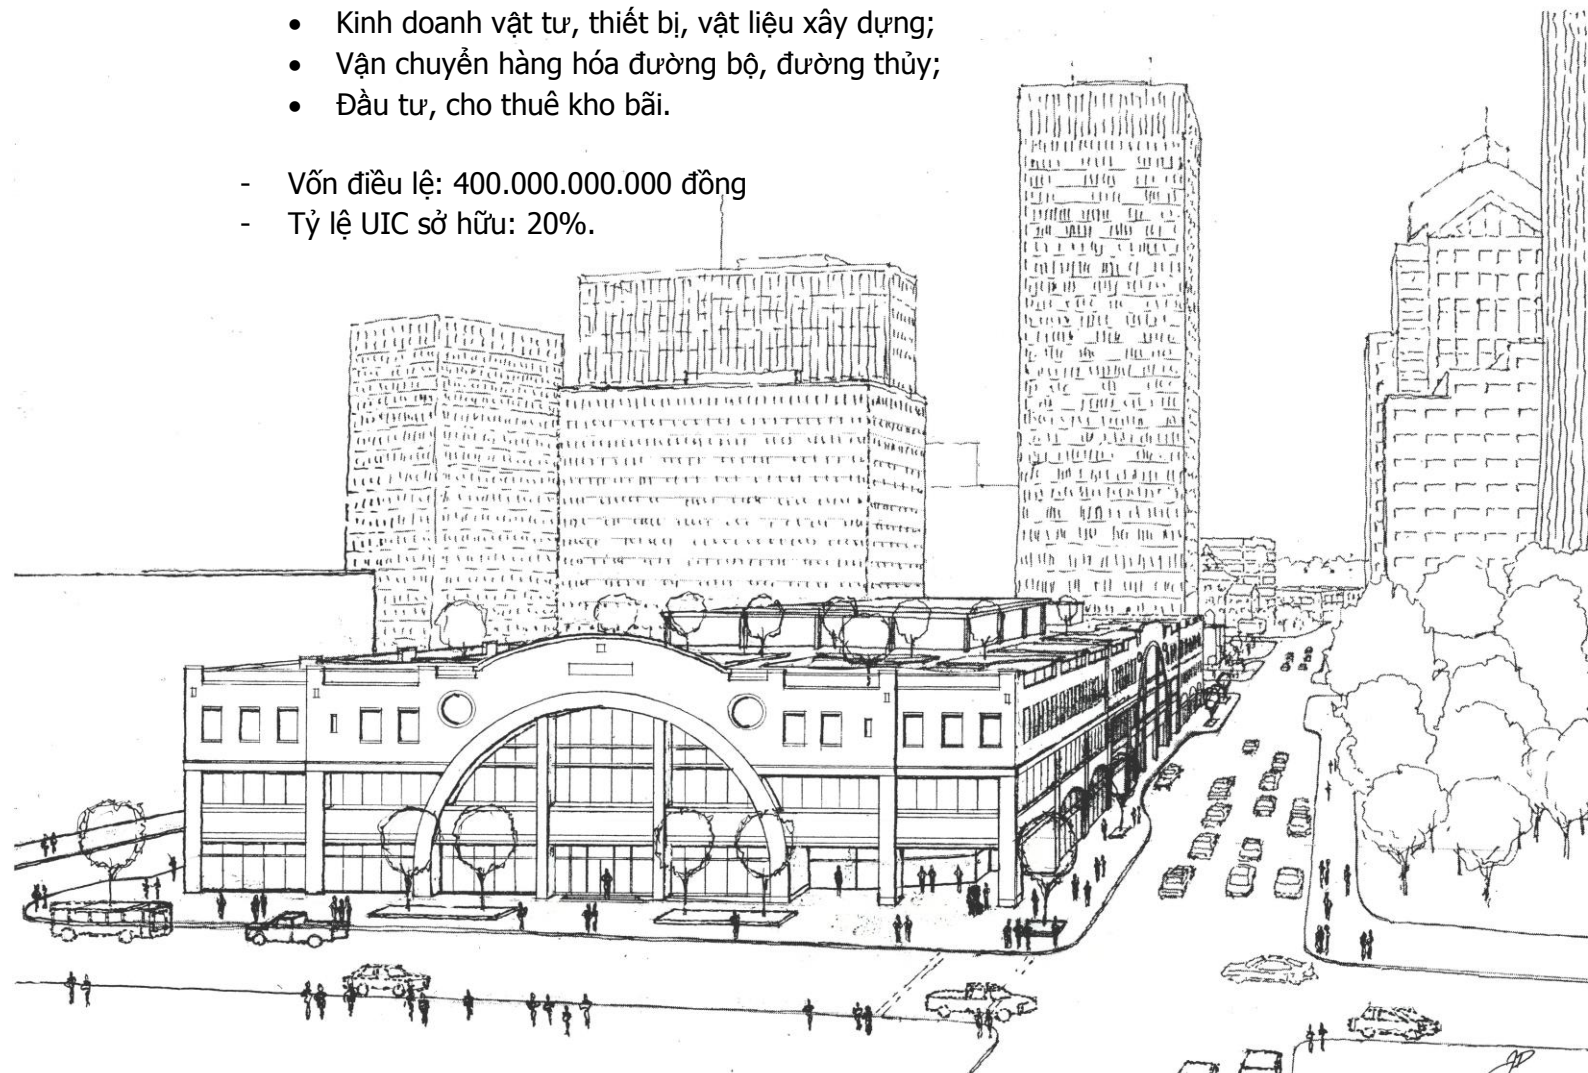 • Kinh doanh vật tư, thiết bị, vật liệu xây dựng;
• Vận chuyển hàng hóa đường bộ, đường thủy;
• Đầu tư, cho thuê kho bãi.
- Vốn điều lệ: 400.000.000.000 đồng
- Tỷ lệ UIC sở hữu: 20%.